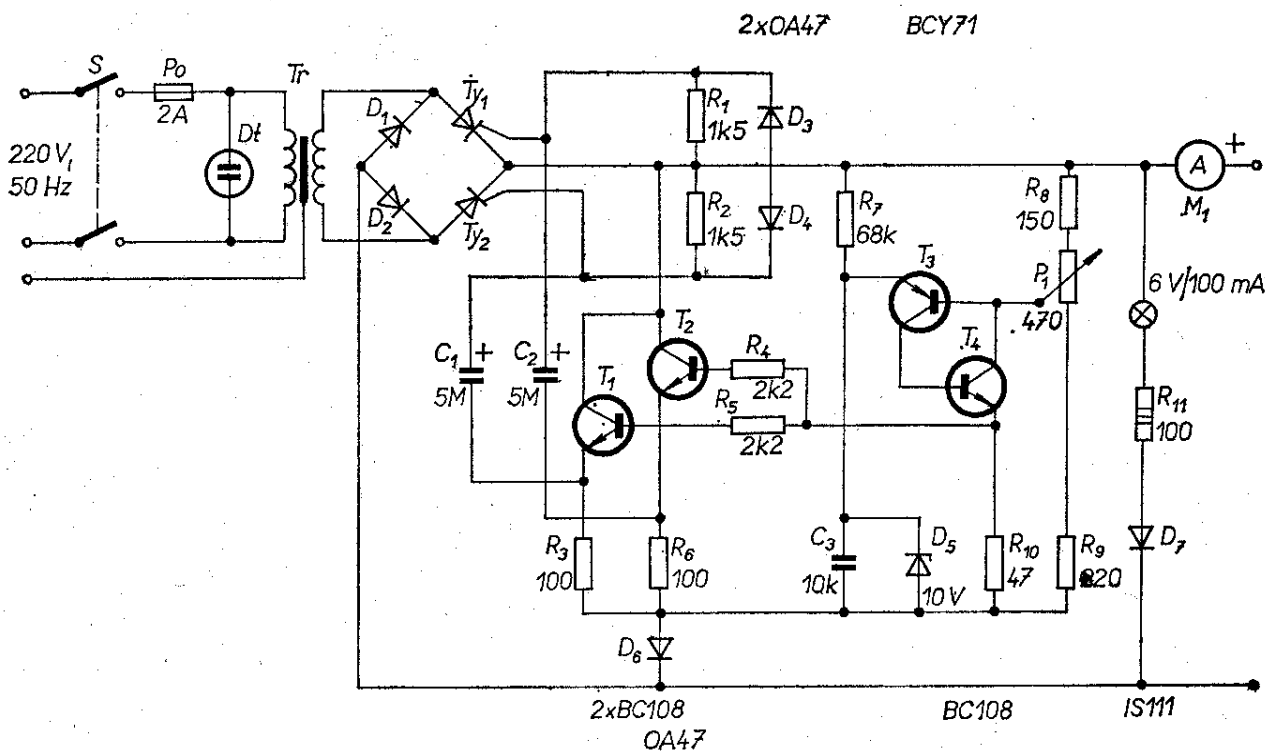 2xOA47 BCY71
S Po Tr
2A
Dt
220 V,
50 Hz
D1
Ty1
D2
Ty2
R1
1k5
D3
R2
1k5
D4
R7
68k
R8
150
A
+
M1
T3
P1
470
6 V/100 mA
T4
C1 +
5M
C2 +
5M
T2
T1
R4
2k2
R5
2k2
R11
100
R3
100
R6
100
C3
10k
D5
10V
R10
47
R9
D7
D6
2xBC108
OA47
BC108
IS111